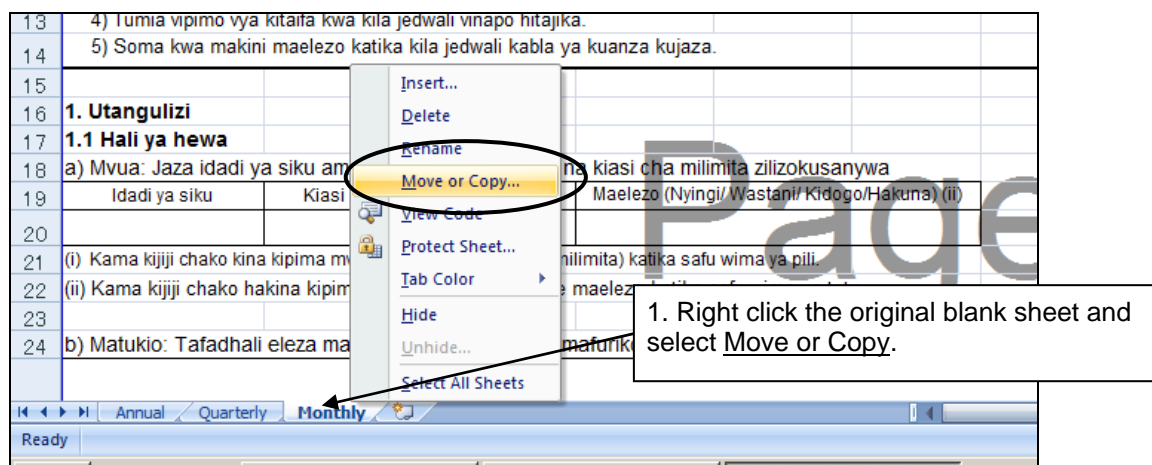 13 4) Tumia vipimo vya kitaifa kwa kila jedwali vinapo hitajika.
14 5) Soma kwa makini maelezo katika kila jedwali kabla ya kuanza kujaza.
15
16 1. Utangulizi
17 1.1 Hali ya hewa
18 a) Mvua: Jaza idadi ya siku am na kiasi cha milimita zilizokusanywa
19 Idadi ya siku Kiasi Maelezo (Nyingi/ Wastani/ Kidogo/Hakuna) (ii)
20
21 (i) Kama kijiji chako kina kipima mv milimita) katika safu wima ya pili.
22 (ii) Kama kijiji chako hakina kipim maelez
23
24 b) Matukio: Tafadhali eleza ma mafuriko
Page
Insert...
Delete
Rename
Move or Copy...
View Code
Protect Sheet...
Tab Color
Hide
Unhide...
Select All Sheets
1. Right click the original blank sheet and
select Move or Copy.
Annual Quarterly Monthly
Ready